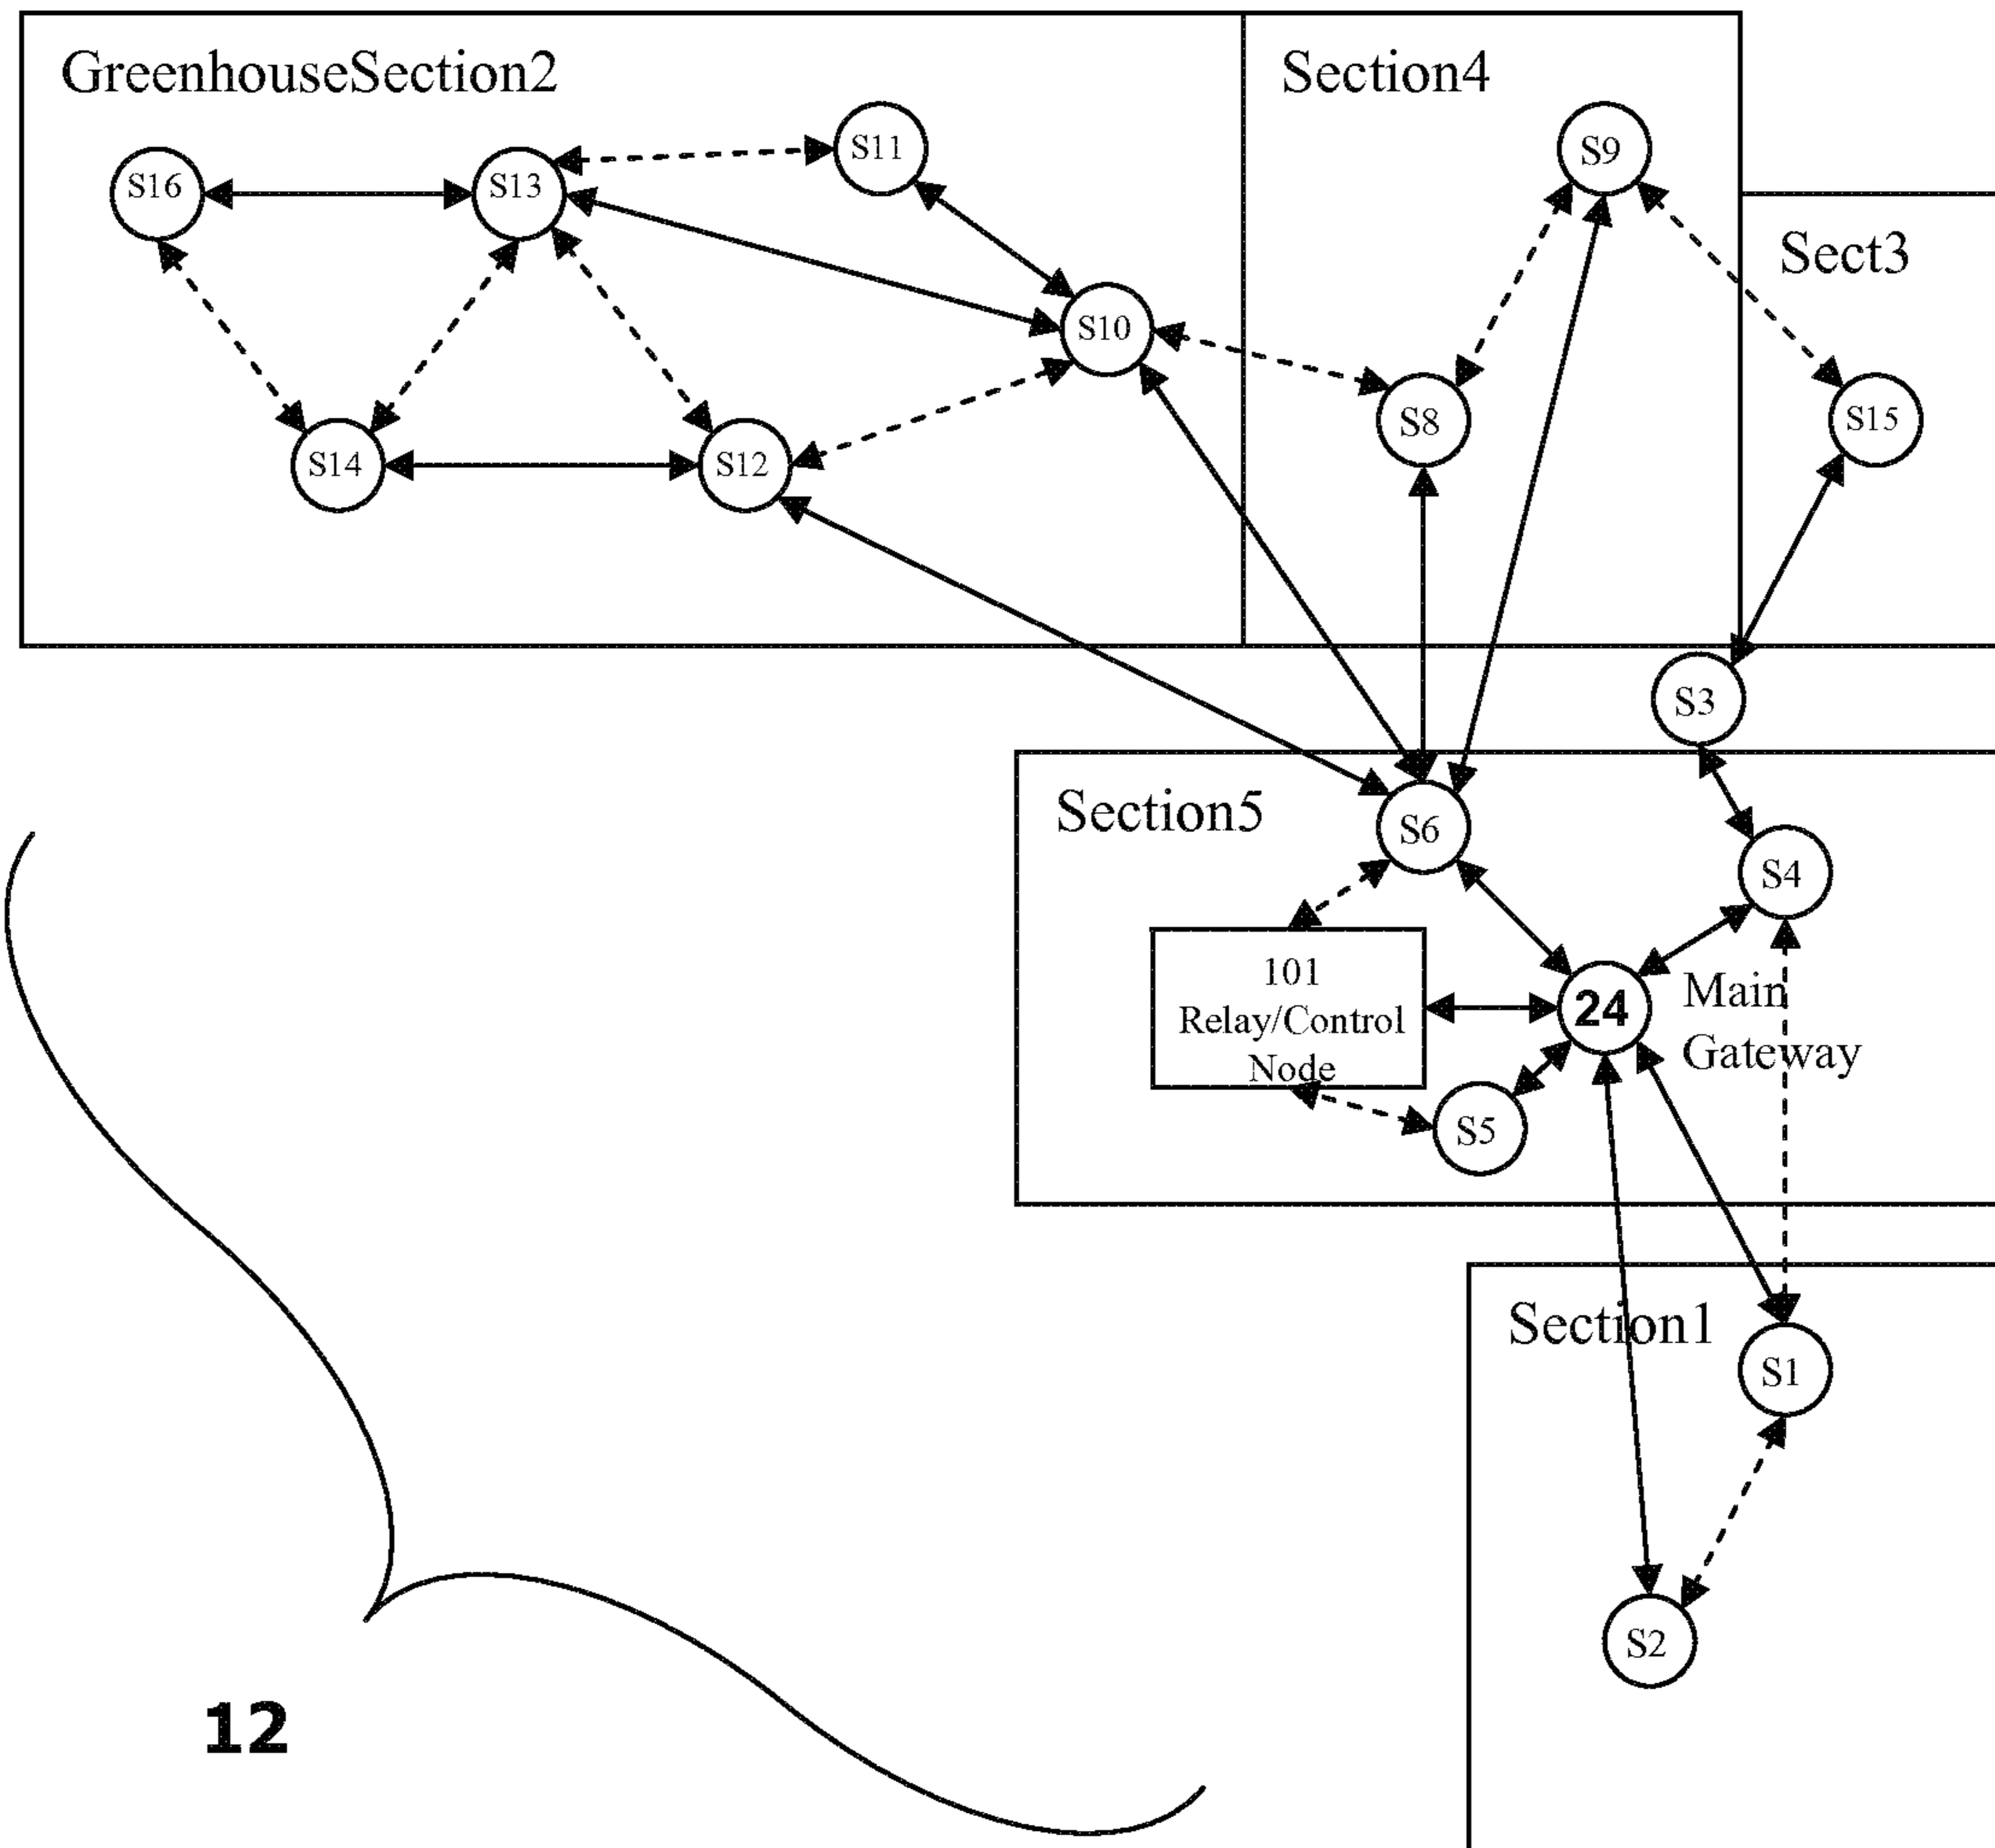 GreenhouseSection2
Section4
S11
S9
S16
S13
Sect3
S10
S8
S15
S14
S12
S3
Section5
S6
S4
101
Relay/Control
Node
24
Main
Gateway
S5
Section1
S1
S2
12